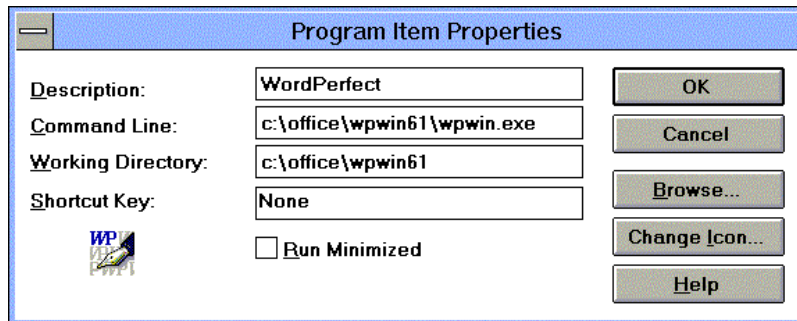 Program Item Properties
Description: WordPerfect OK
Command Line: c:\office\wpwin61\wpwin.exe Cancel
Working Directory: c:\office\wpwin61
Shortcut Key: None Browse...
WP Run Minimized Change Icon...
Help